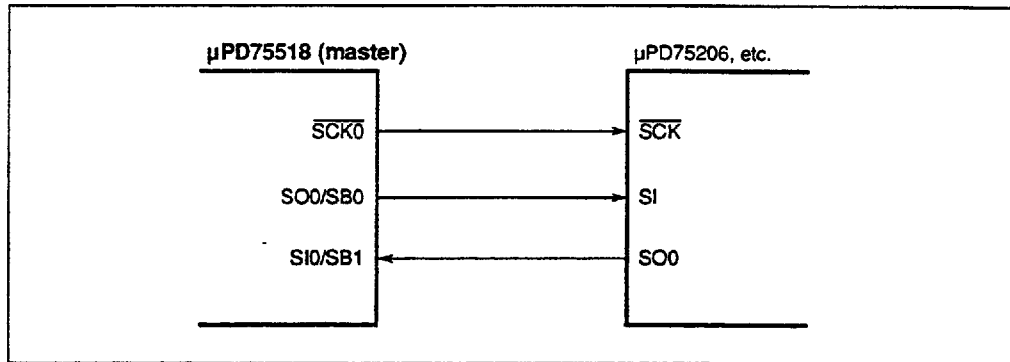 µPD75518 (master)
µPD75206, etc.
SCK0
SCK
SO0/SB0
SI
SI0/SB1
SO0